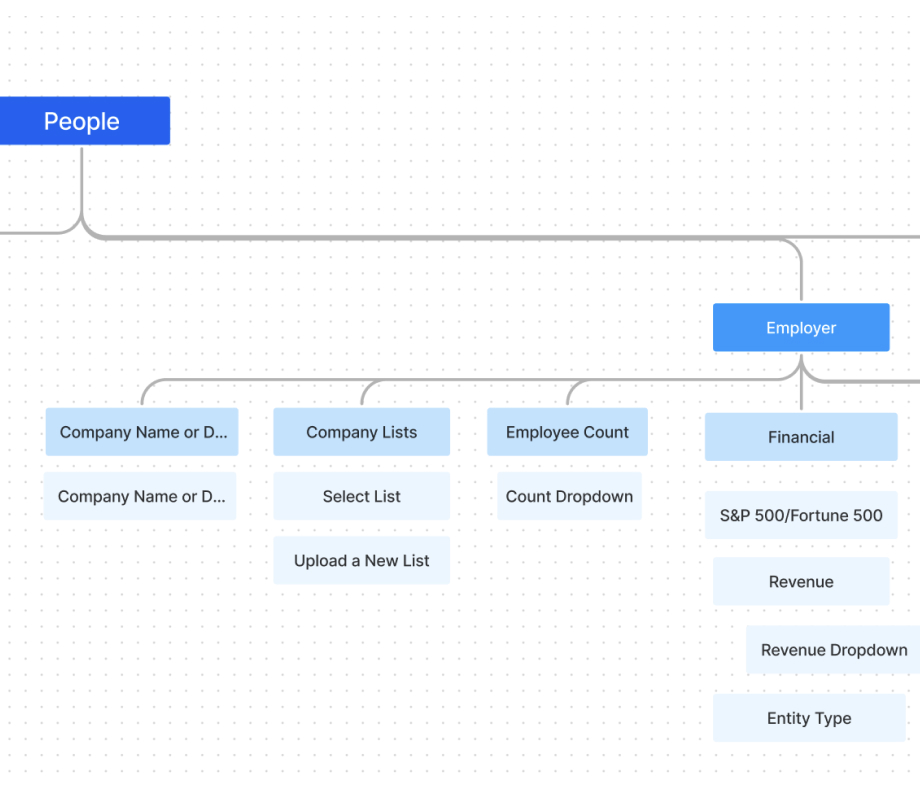 People
Employer
Company Name or D...
Company Lists
Employee Count
Financial
Company Name or D...
Select List
Count Dropdown
S&P 500/Fortune 500
Upload a New List
Revenue
Revenue Dropdown
Entity Type